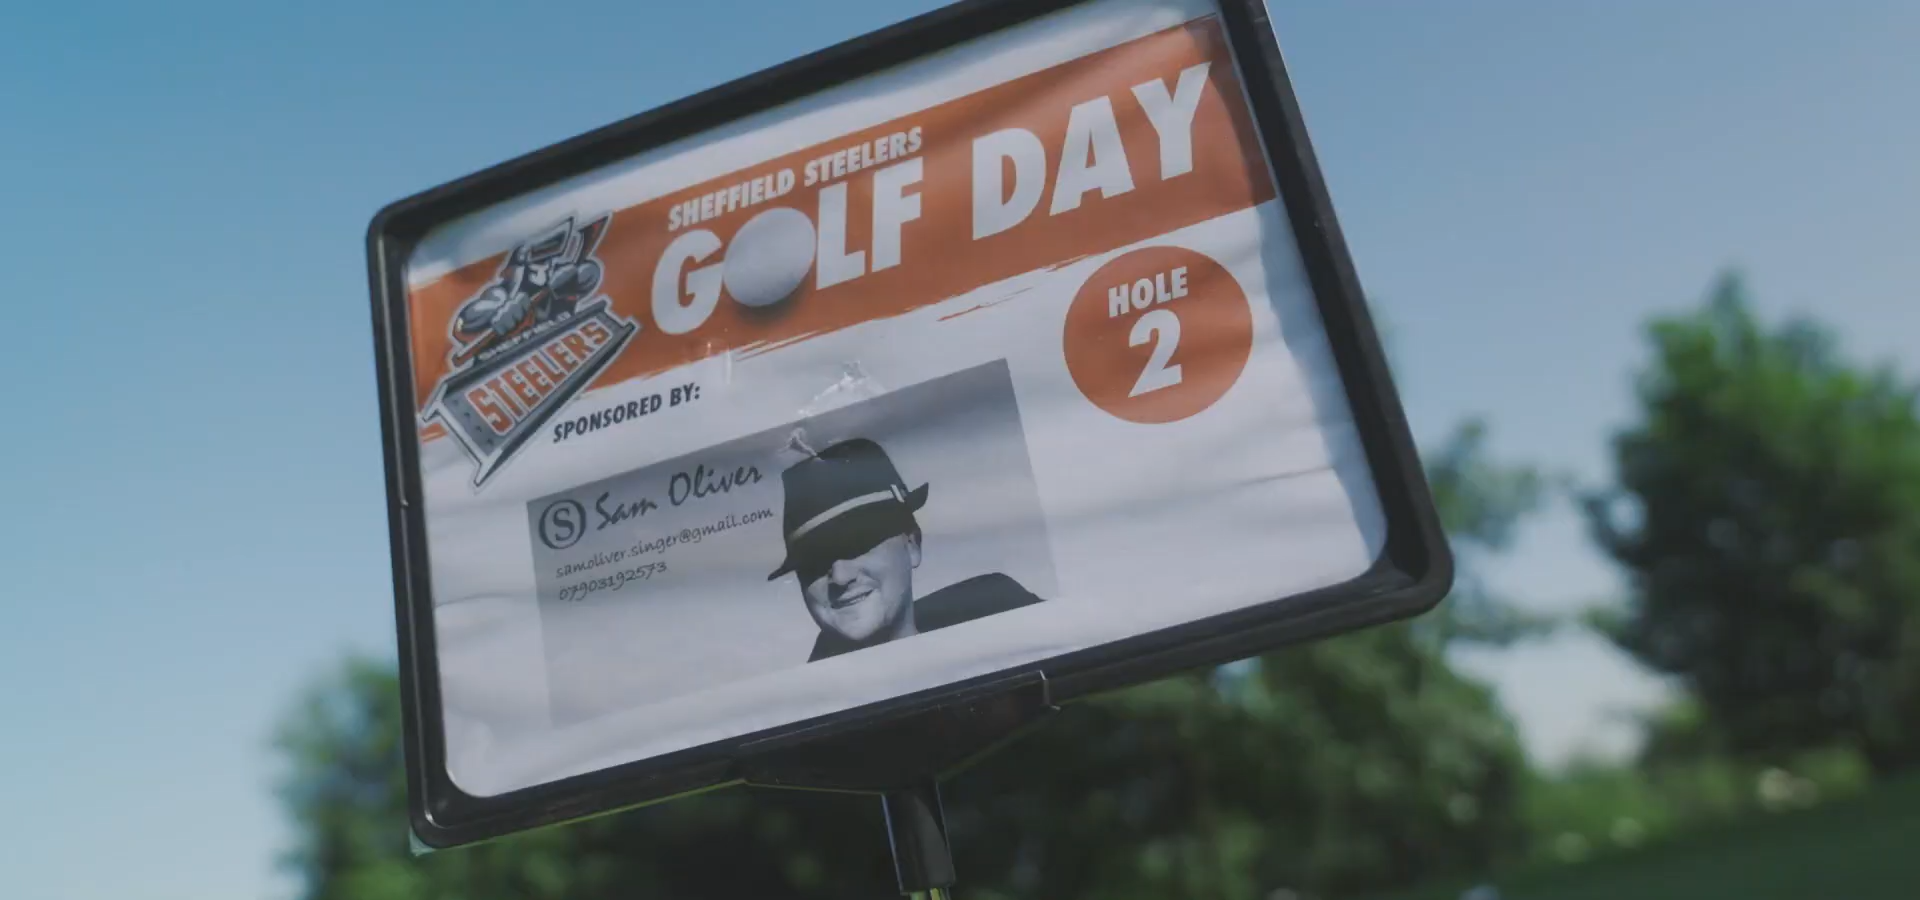 SHEFFIELD STEELERS
GOLF DAY
SHEFFIELD
STEELERS
HOLE
2
SPONSORED BY:
S Sam Oliver
samoliver.singer@gmail.com
07903192573